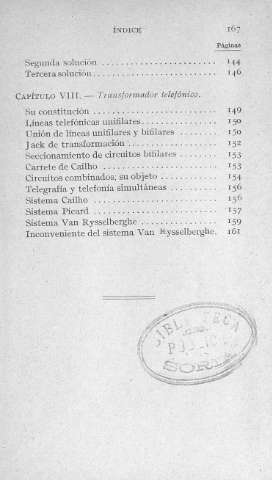 ÍNDICE 167
Páginas
Segunda solución ........................ 144
Tercera solución ........................ 146
CAPÍTULO VIII. — Transformador telefónico.
Su constitución ........................ 149
Líneas telefónicas unifilares ........................ 150
Unión de líneas unifilares y bifilares ........................ 150
Jack de transformación ........................ 152
Seccionamiento de circuitos bifilares ........................ 153
Carrete de Cailho ........................ 153
Circuitos combinados; su objeto ........................ 154
Telegrafía y telefonía simultáneas ........................ 156
Sistema Cailho ........................ 156
Sistema Picard ........................ 157
Sistema Van Rysselberghe ........................ 159
Inconveniente del sistema Van Rysselberghe. 161
BIBLIOTECA
PUBLICA
SORIA